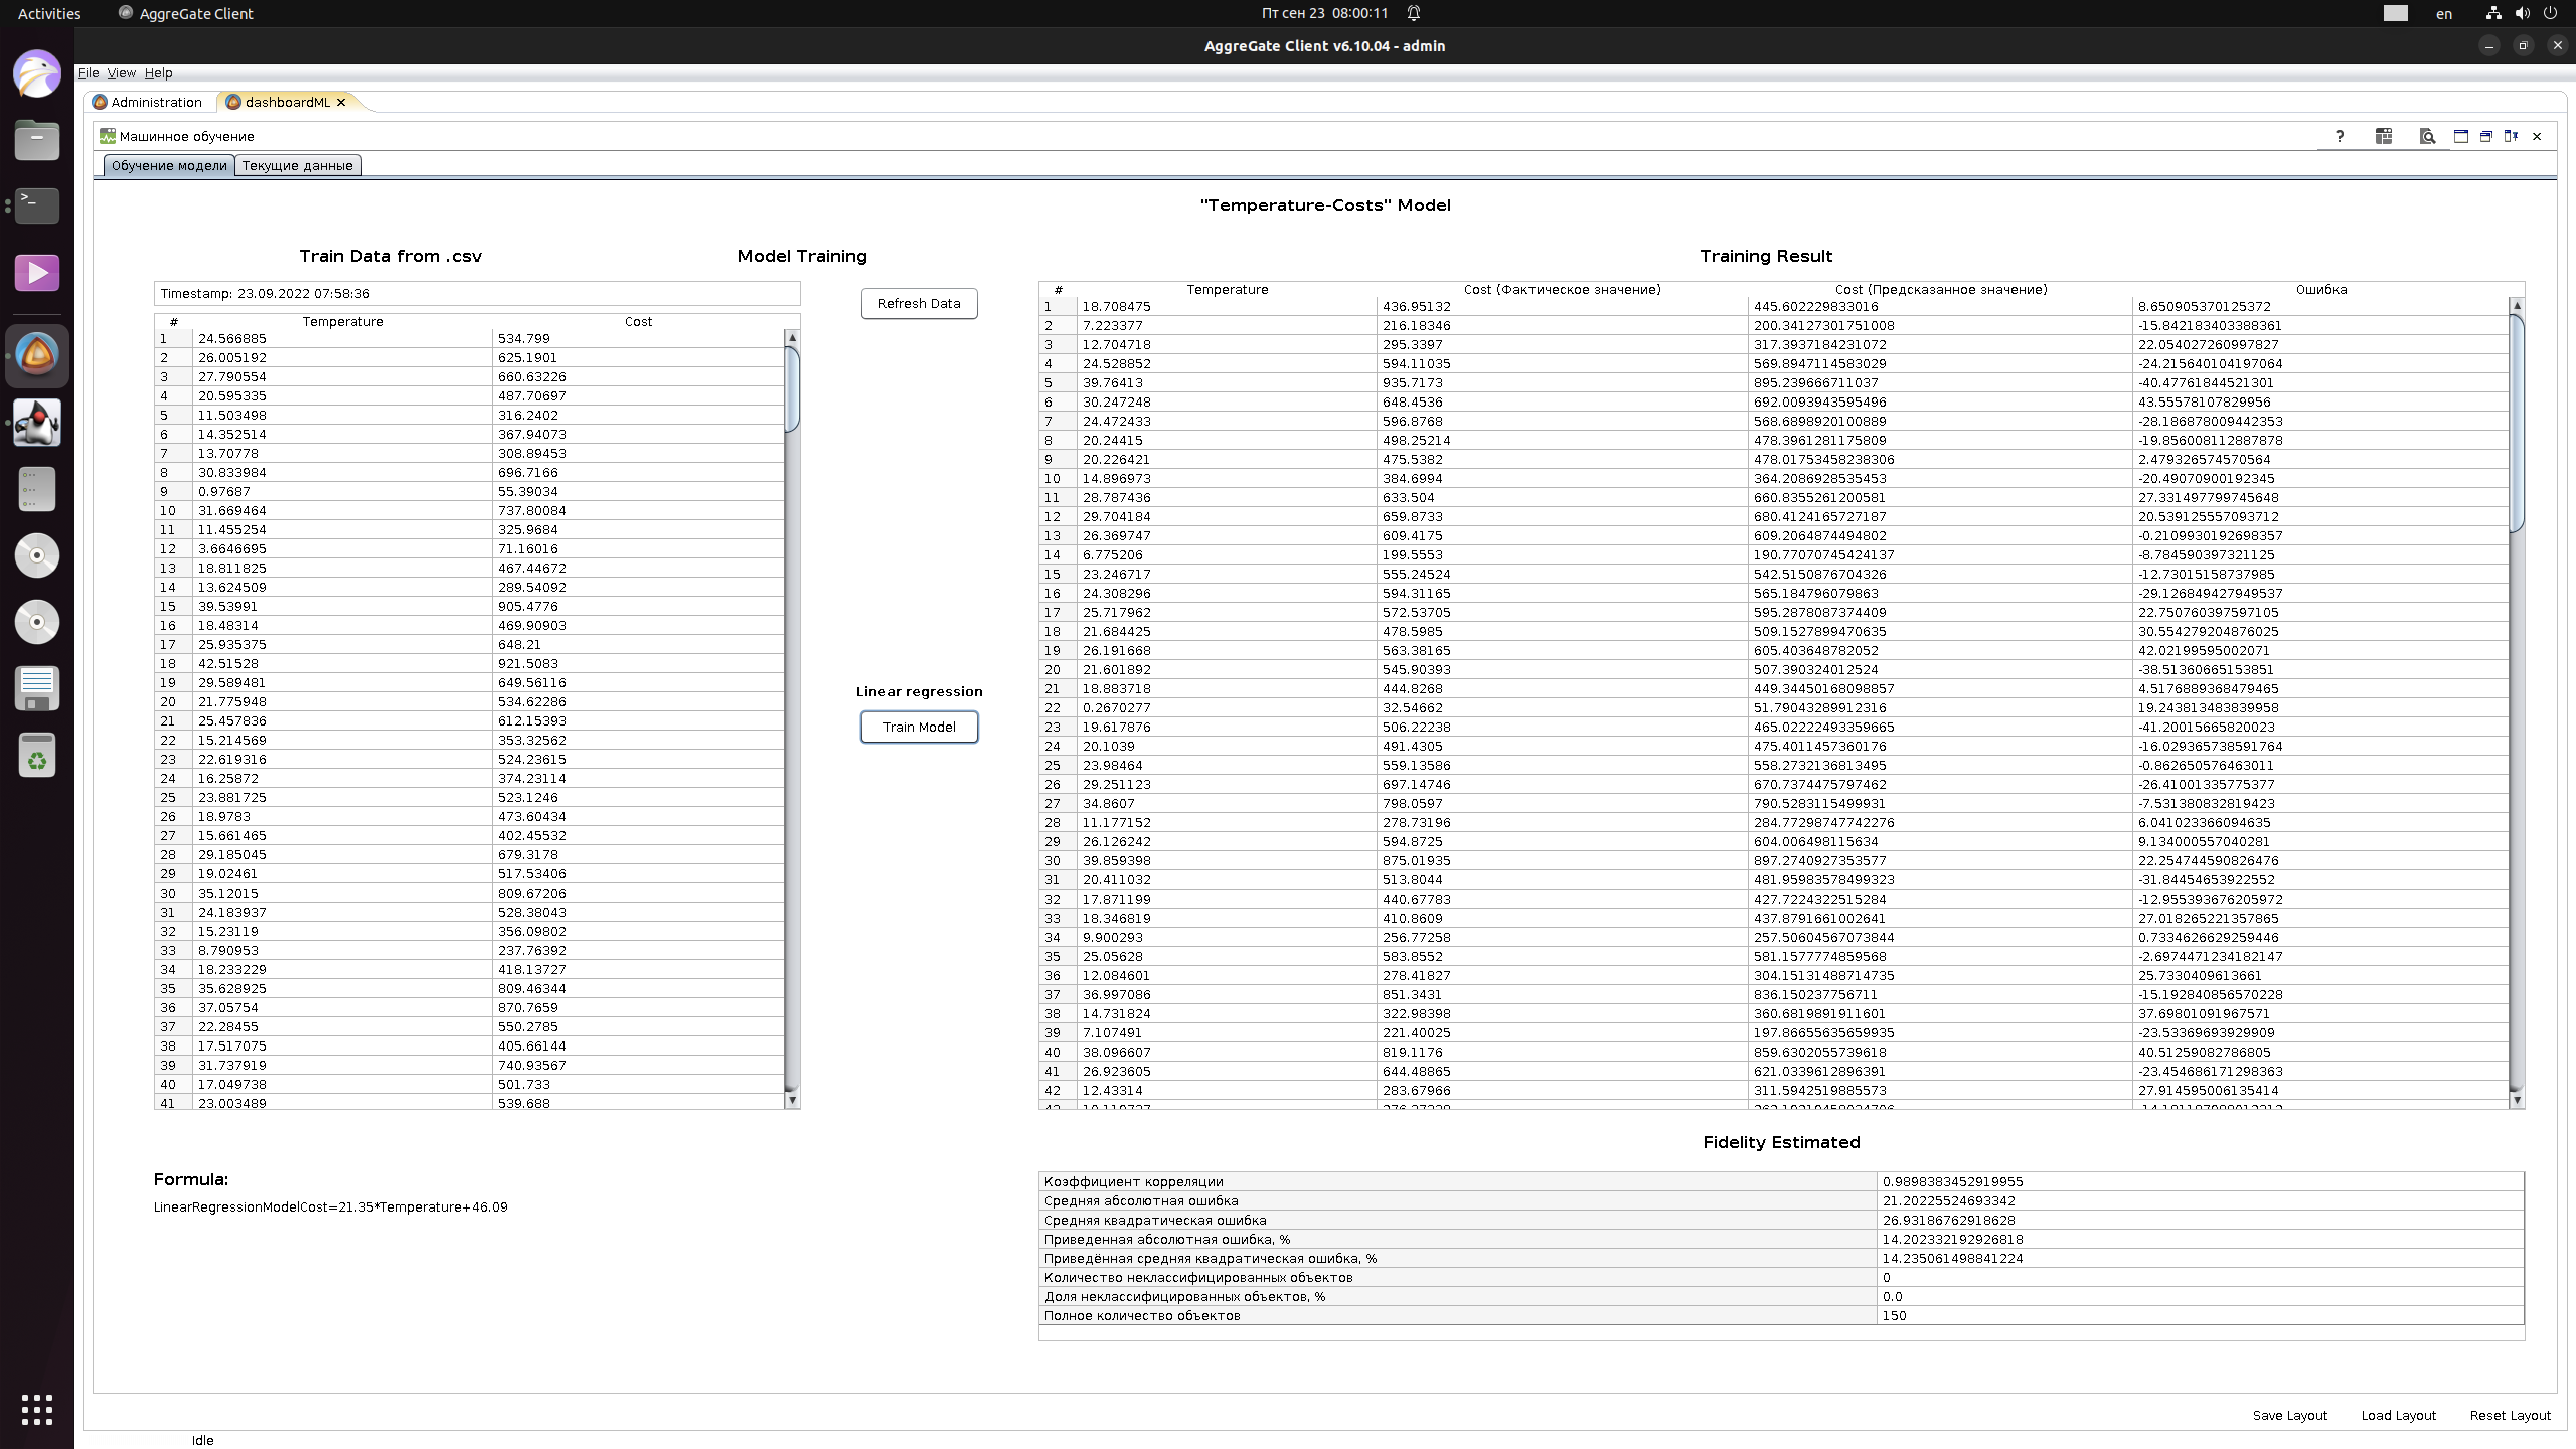 Activities AggreGate Client Пт сен 23 08:00:11 en
AggreGate Client v6.10.04 - admin
File View Help
Administration dashboardML
Машинное обучение
Обучение модели Текущие данные
"Temperature-Costs" Model
Train Data from .csv Model Training Training Result
Timestamp: 23.09.2022 07:58:36
Refresh Data
# Temperature Cost
1 24.566885 534.799
2 26.005192 625.1901
3 27.790554 660.63226
4 20.595335 487.70697
5 11.503498 316.2402
6 14.352514 367.94073
7 13.70778 308.89453
8 30.833984 696.7166
9 0.97687 55.39034
10 31.669464 737.80084
11 11.455254 325.9684
12 3.6646695 71.16016
13 18.811825 467.44672
14 13.624509 289.54092
15 39.53991 905.4776
16 18.48314 469.90903
17 25.935375 648.21
18 42.51528 921.5083
19 29.589481 649.56116
20 21.775948 534.62286
21 25.457836 612.15393
22 15.214569 353.32562
23 22.619316 524.23615
24 16.25872 374.23114
25 23.881725 523.1246
26 18.9783 473.60434
27 15.661465 402.45532
28 29.185045 679.3178
29 19.02461 517.53406
30 35.12015 809.67206
31 24.183937 528.38043
32 15.23119 356.09802
33 8.790953 237.76392
34 18.233229 418.13727
35 35.628925 809.46344
36 37.05754 870.7659
37 22.28455 550.2785
38 17.517075 405.66144
39 31.737919 740.93567
40 17.049738 501.733
41 23.003489 539.688
Linear regression
Train Model
# Temperature Cost (Фактическое значение) Cost (Предсказанное значение) Ошибка
1 18.708475 436.95132 445.602229833016 8.650905370125372
2 7.223377 216.18346 200.34127301751008 -15.842183403388361
3 12.704718 295.3397 317.3937184231072 22.054027260997827
4 24.528852 594.11035 569.8947114583029 -24.215640104197064
5 39.76413 935.7173 895.239666711037 -40.47761844521301
6 30.247248 648.4536 692.0093943595496 43.55578107829956
7 24.472433 596.8768 568.6898920100889 -28.186878009442353
8 20.24415 498.25214 478.3961281175809 -19.856008112887878
9 20.226421 475.5382 478.01753458238306 2.479326574570564
10 14.896973 384.6994 364.2086928535453 -20.49070900192345
11 28.787436 633.504 660.8355261200581 27.331497799745648
12 29.704184 659.8733 680.4124165727187 20.539125557093712
13 26.369747 609.4175 609.2064874494802 -0.2109930192698357
14 6.775206 199.5553 190.77070745424137 -8.784590397321125
15 23.246717 555.24524 542.5150876704326 -12.73015158737985
16 24.308296 594.31165 565.184796079863 -29.126849427949537
17 25.717962 572.53705 595.2878087374409 22.750760397597105
18 21.684425 478.5985 509.1527899470635 30.554279204876025
19 26.191668 563.38165 605.403648782052 42.02199595002071
20 21.601892 545.90393 507.390324012524 -38.51360665153851
21 18.883718 444.8268 449.34450168098857 4.5176889368479465
22 0.2670277 32.54662 51.79043289912316 19.243813483839958
23 19.617876 506.22238 465.02222493359665 -41.20015665820023
24 20.1039 491.4305 475.4011457360176 -16.029365738591764
25 23.98464 559.13586 558.2732136813495 -0.862650576463011
26 29.251123 697.14746 670.7374475797462 -26.41001335775377
27 34.8607 798.0597 790.5283115499931 -7.531380832819423
28 11.177152 278.73196 284.77298747742276 6.041023366094635
29 26.126242 594.8725 604.006498115634 9.134000557040281
30 39.859398 875.01935 897.2740927353577 22.254744590826476
31 20.411032 513.8044 481.95983578499323 -31.84454653922552
32 17.871199 440.67783 427.7224322515284 -12.955393676205972
33 18.346819 410.8609 437.8791661002641 27.018265221357865
34 9.900293 256.77258 257.50604567073844 0.7334626629259446
35 25.05628 583.8552 581.1577774859568 -2.6974471234182147
36 12.084601 278.41827 304.15131488714735 25.7330409613661
37 36.997086 851.3431 836.150237756711 -15.192840856570228
38 14.731824 322.98398 360.6819891911601 37.69801091967571
39 7.107491 221.40025 197.86655635659935 -23.53369693929909
40 38.096607 819.1176 859.6302055739618 40.51259082786805
41 26.923605 644.48865 621.0339612896391 -23.454686171298363
42 12.43314 283.67966 311.5942519885573 27.914595006135414
Formula:
LinearRegressionModelCost=21.35*Temperature+46.09
Fidelity Estimated
Коэффициент корреляции 0.9898383452919955
Средняя абсолютная ошибка 21.20225524693342
Средняя квадратическая ошибка 26.93186762918628
Приведенная абсолютная ошибка, % 14.202332192926818
Приведённая средняя квадратическая ошибка, % 14.235061498841224
Количество неклассифицированных объектов 0
Доля неклассифицированных объектов, % 0.0
Полное количество объектов 150
Save Layout Load Layout Reset Layout
Idle